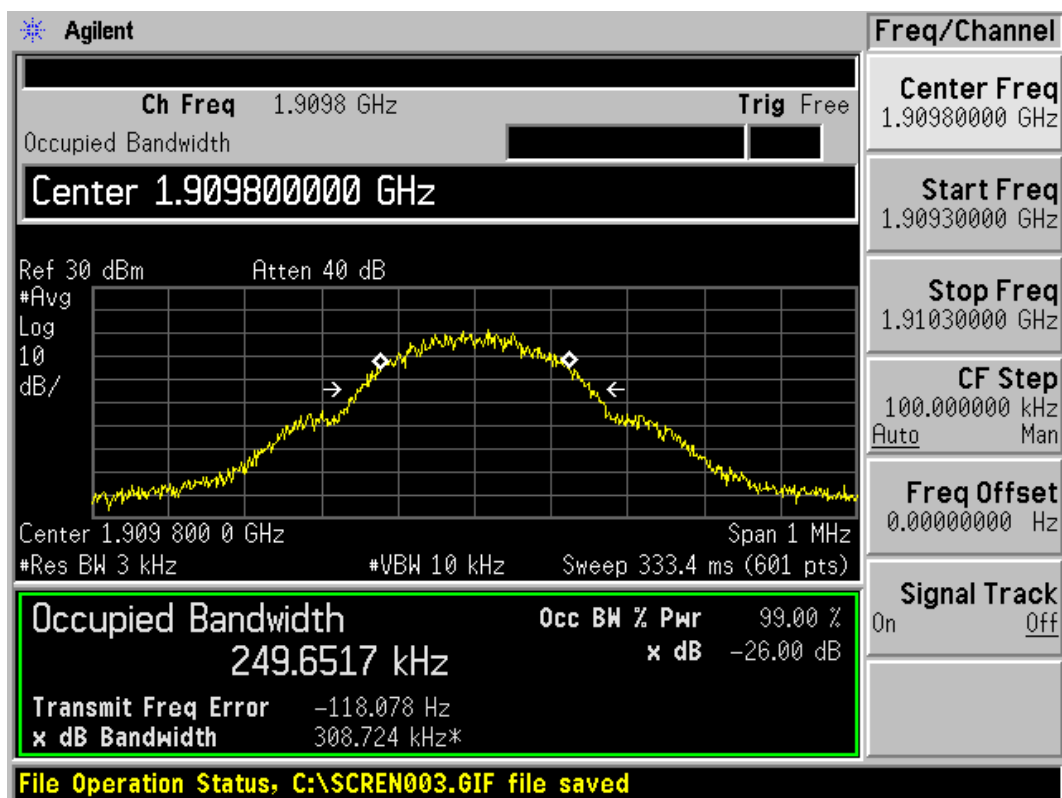 Agilent
Freq/Channel
Ch Freq 1.9098 GHz Trig Free
Occupied Bandwidth
Center 1.909800000 GHz
Ref 30 dBm Atten 40 dB
#Avg
Log
10
dB/
Center 1.909 800 0 GHz Span 1 MHz
#Res BW 3 kHz #VBW 10 kHz Sweep 333.4 ms (601 pts)
Occupied Bandwidth Occ BW % Pwr 99.00 %
249.6517 kHz x dB -26.00 dB
Transmit Freq Error -118.078 Hz
x dB Bandwidth 308.724 kHz*
Center Freq
1.90980000 GHz
Start Freq
1.90930000 GHz
Stop Freq
1.91030000 GHz
CF Step
100.000000 kHz
Auto Man
Freq Offset
0.00000000 Hz
Signal Track
On Off
File Operation Status, C:\SCREN003.GIF file saved